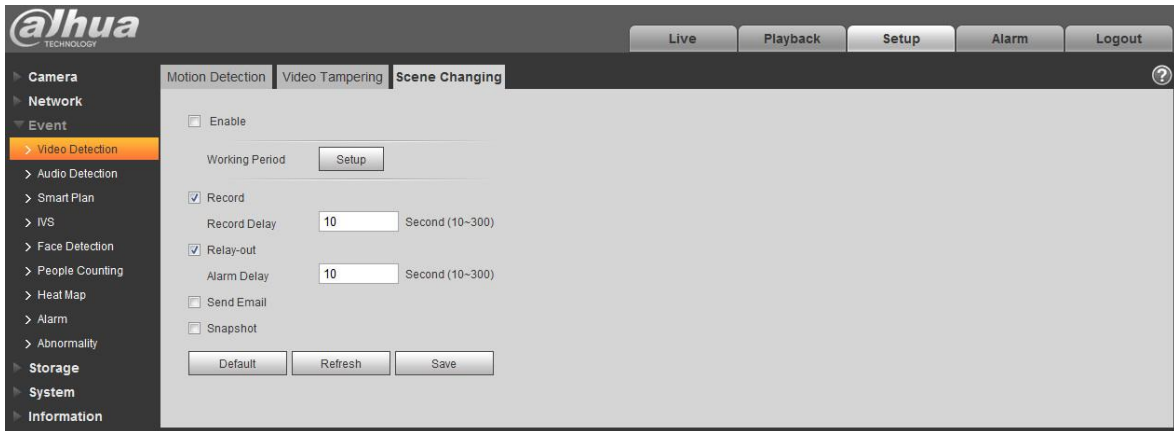 alhua
TECHNOLOGY
Live Playback Setup Alarm Logout
Camera
Network
Event
Video Detection
Audio Detection
Smart Plan
IVS
Face Detection
People Counting
Heat Map
Alarm
Abnormality
Storage
System
Information
Motion Detection Video Tampering Scene Changing
?
Enable
Working Period Setup
Record
Record Delay 10 Second (10~300)
Relay-out
Alarm Delay 10 Second (10~300)
Send Email
Snapshot
Default Refresh Save